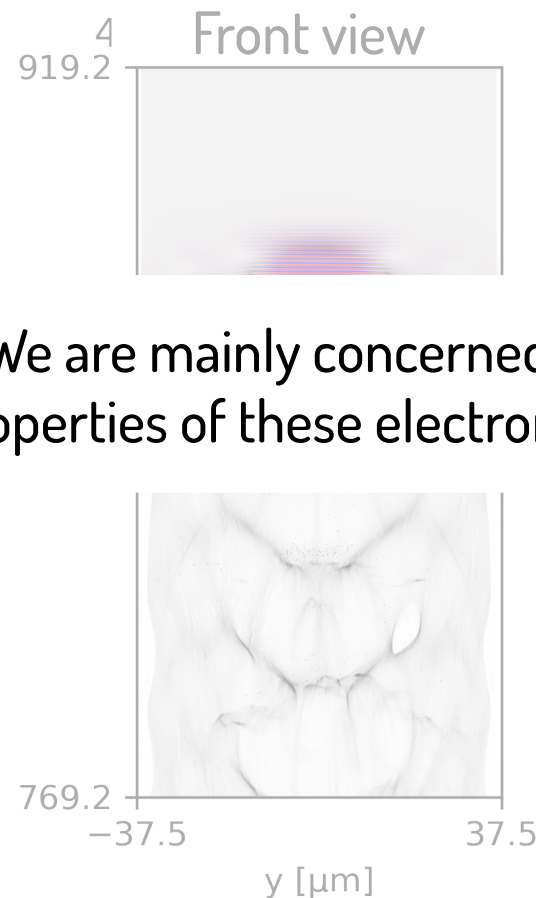 4
Front view
919.2
We are mainly concerned
operties of these electron
769.2
−37.5
37.5
y [μm]